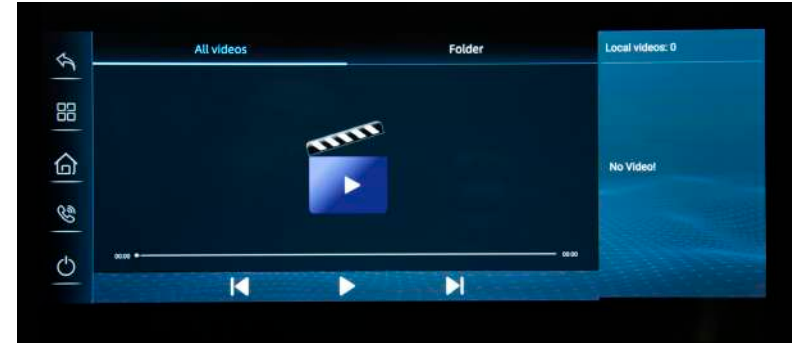 All videos
Folder
Local videos: 0
No Video!
00:00
00:00